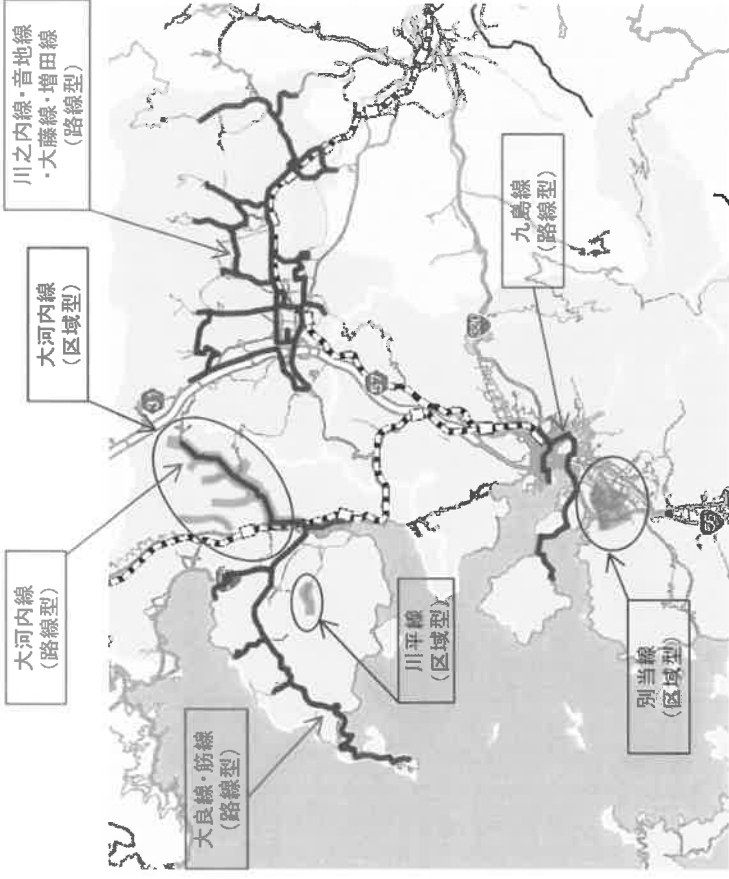 川之内線・音地線
・大藤線・増田線
（路線型）
大河内線
（区域型）
大河内線
（路線型）
九島線
（路線型）
川平線
（区域型）
大良線・筋線
（路線型）
別当線
（区域型）
57
56